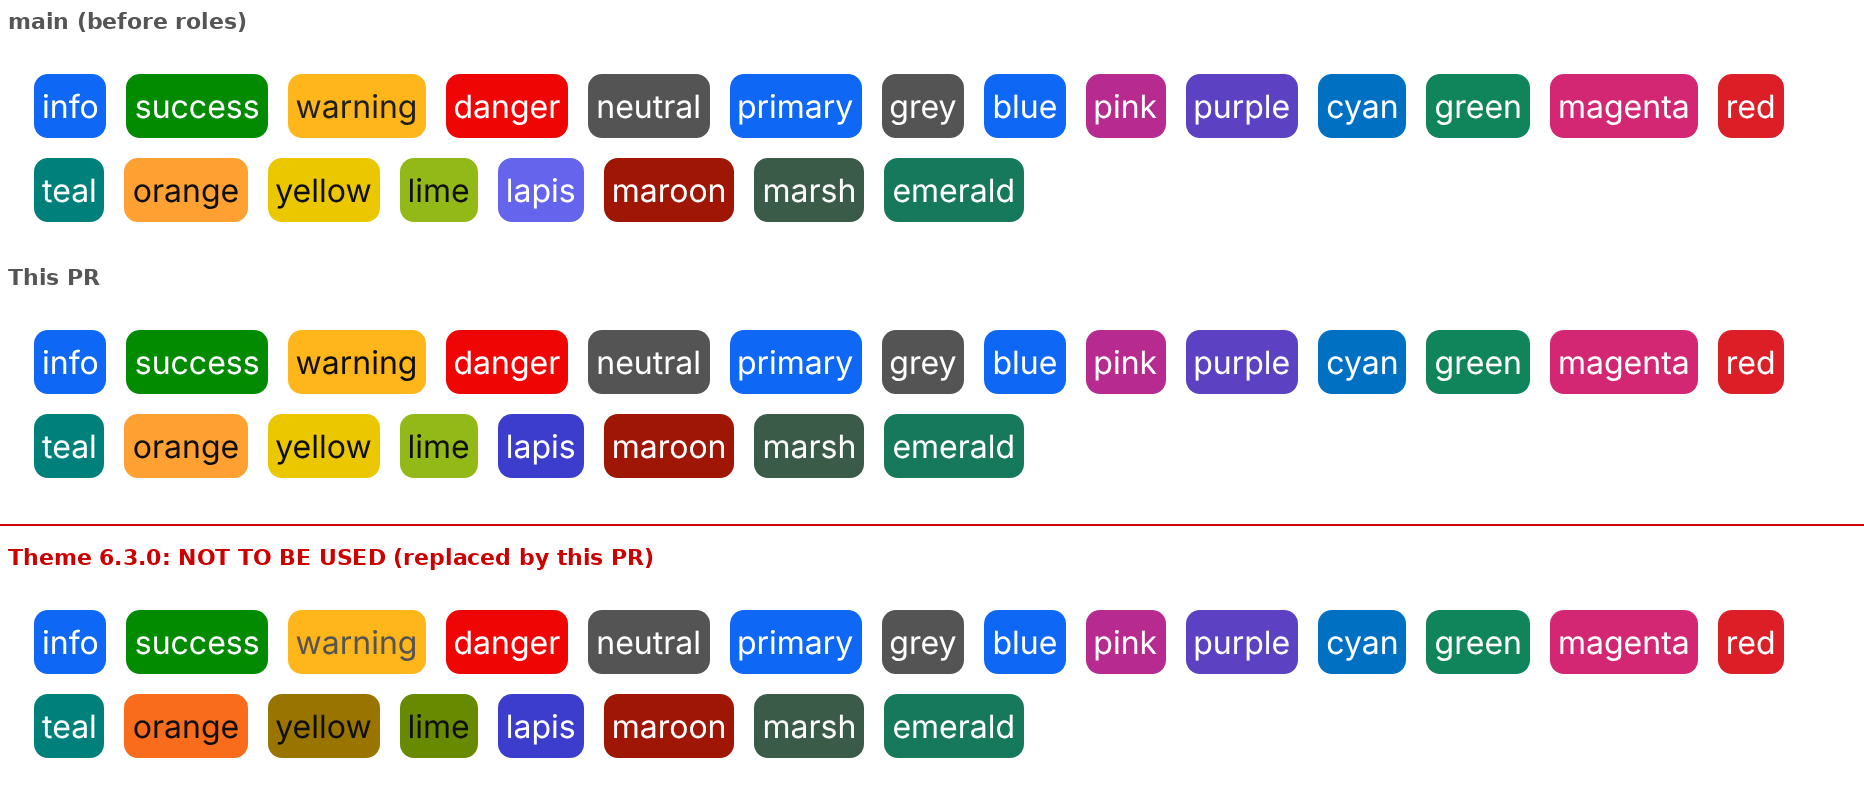 main (before roles)
info success warning danger neutral primary grey blue pink purple cyan green magenta red
teal orange yellow lime lapis maroon marsh emerald
This PR
info success warning danger neutral primary grey blue pink purple cyan green magenta red
teal orange yellow lime lapis maroon marsh emerald
Theme 6.3.0: NOT TO BE USED (replaced by this PR)
info success warning danger neutral primary grey blue pink purple cyan green magenta red
teal orange yellow lime lapis maroon marsh emerald